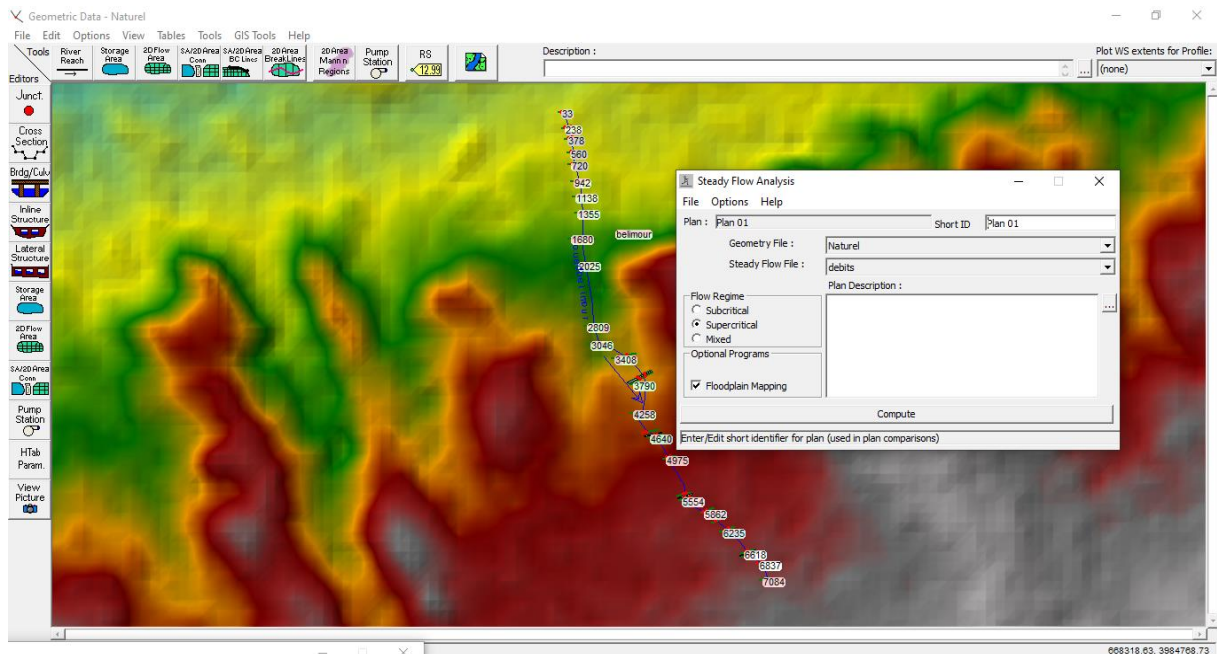 Geometric Data - Naturel
File Edit Options View Tables Tools GIS Tools Help
Tools
Editors
River
Reach
Storage
Area
2D Flow
Area
SA/2D Area
Conn
SA/2D Area
BC Lines
2D Area
BreakLines
2D Area
Mann n
Regions
Pump
Station
RS
12.99
Description :
...
Plot WS extents for Profile:
(none)
Junct.
Cross
Section
Brdg/Culv
Inline
Structure
Lateral
Structure
Storage
Area
2D Flow
Area
SA/2D Area
Conn
Pump
Station
HTab
Param.
View
Picture
33
238
378
560
720
942
1138
1355
1680
belimour
2025
2809
3046
3408
3790
4258
4640
4975
5554
5862
6235
6618
6837
7084
Steady Flow Analysis
File Options Help
Plan : Plan 01 Short ID Plan 01
Geometry File : Naturel
Steady Flow File : debits
Plan Description :
...
Flow Regime
Subcritical
Supercritical
Mixed
Optional Programs
Floodplain Mapping
Compute
Enter/Edit short identifier for plan (used in plan comparisons)
668318.63, 3984768.73